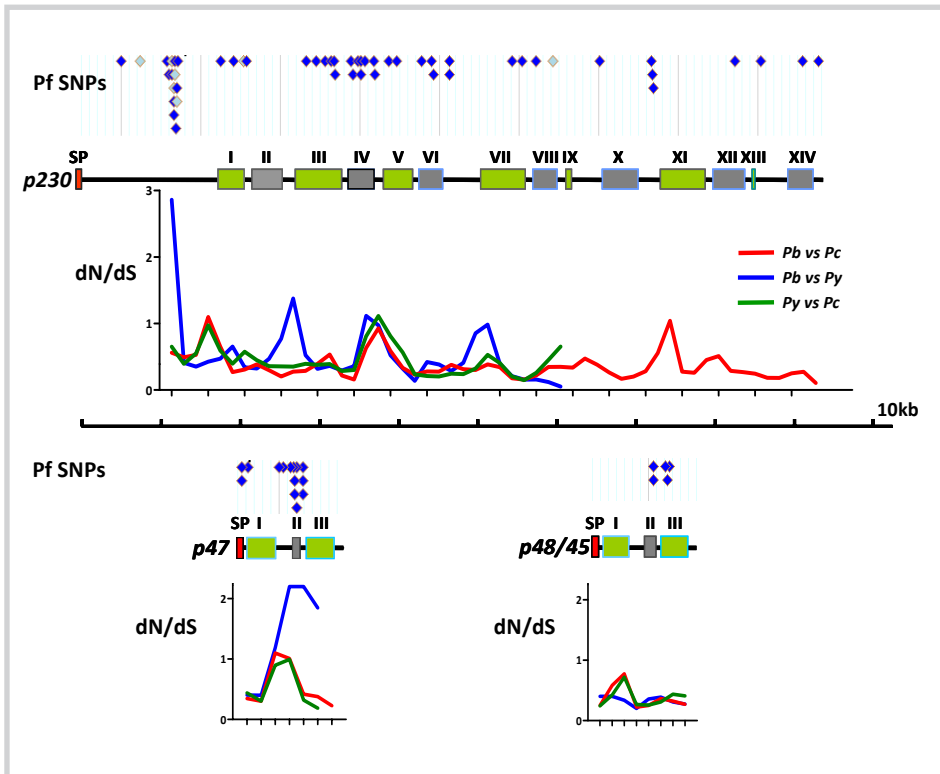 Pf SNPs
SP I II III IV V VI VII VIII IX X XI XII XIII XIV
p230
3
2
1
0
dN/dS
Pb vs Pc
Pb vs Py
Py vs Pc
10kb
Pf SNPs
SP I II III
p47
SP I II III
p48/45
2
1
0
dN/dS
2
1
0
dN/dS